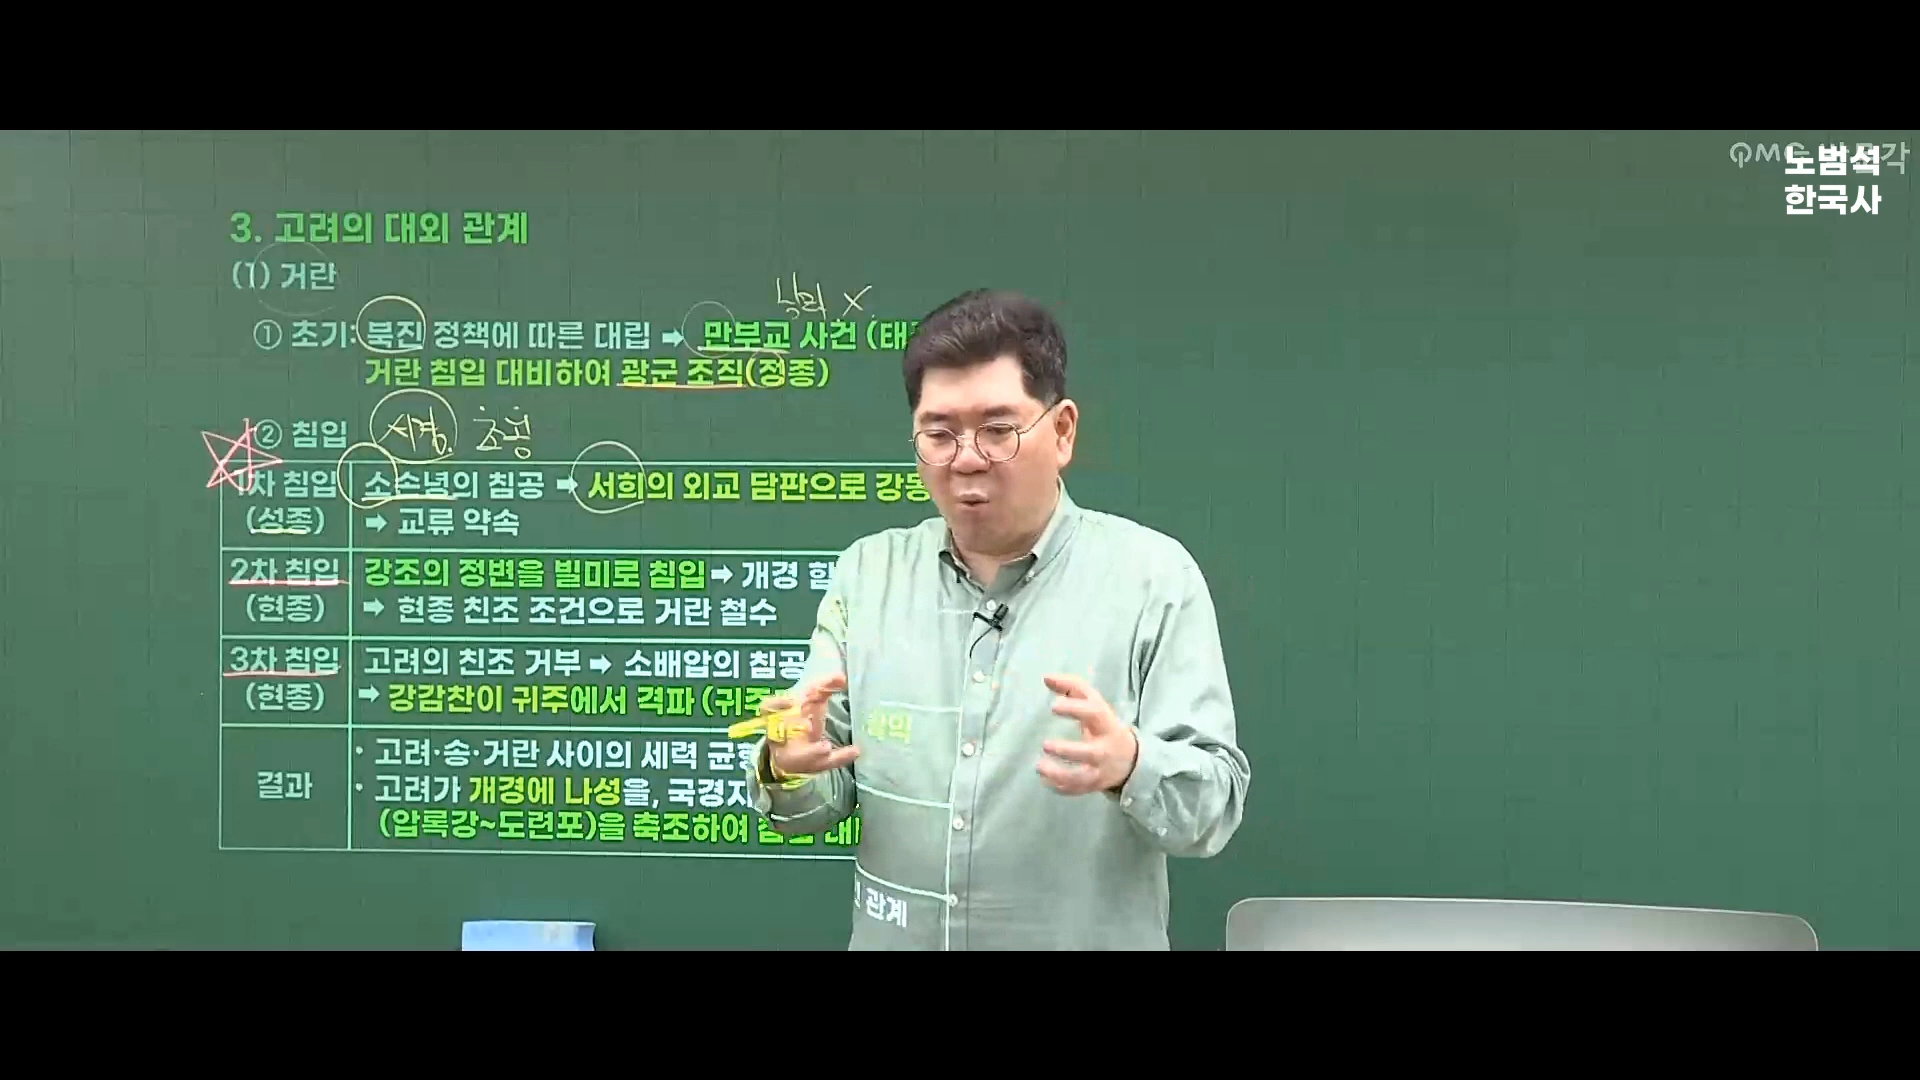 노범석
한국사
3. 고려의 대외 관계
(1) 거란
① 초기: 북진 정책에 따른 대립 ➡ 만부교 사건 (태
거란 침입 대비하여 광군 조직(정종)
② 침입 서경.
1차 침입 소손녕의 침공 ➡ 서희의 외교 담판으로 강동
(성종) ➡ 교류 약속
2차 침입 강조의 정변을 빌미로 침입 ➡ 개경 함
(현종) ➡ 현종 친조 조건으로 거란 철수
3차 침입 고려의 친조 거부 ➡ 소배압의 침공
(현종) ➡ 강감찬이 귀주에서 격파 (귀주
결과
· 고려·송·거란 사이의 세력 균형
· 고려가 개경에 나성을, 국경지
(압록강~도련포)을 축조하여
관계